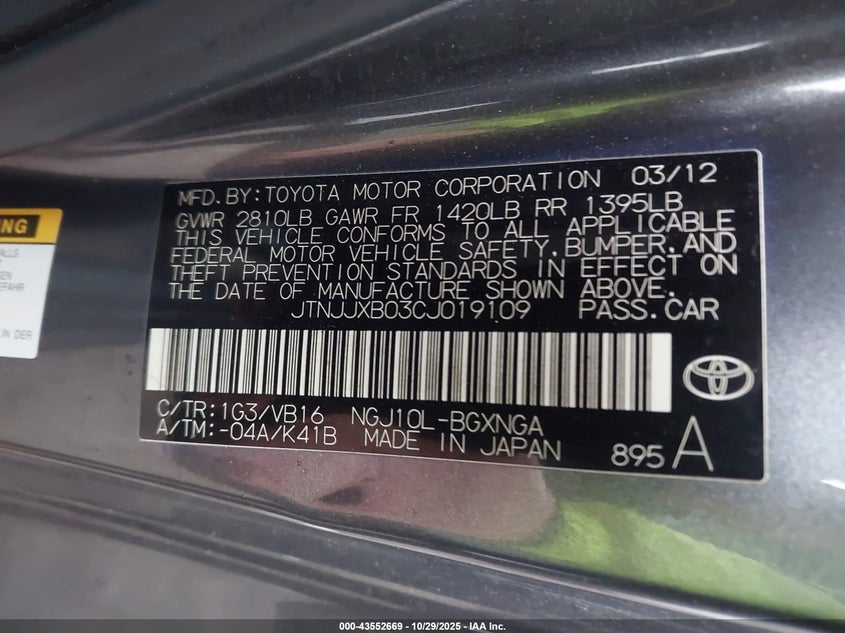 MFD. BY: TOYOTA MOTOR CORPORATION 03/12
GVWR 2810LB GAWR FR 1420LB RR 1395LB
THIS VEHICLE CONFORMS TO ALL APPLICABLE
FEDERAL MOTOR VEHICLE SAFETY, BUMPER, AND
THEFT PREVENTION STANDARDS IN EFFECT ON
THE DATE OF MANUFACTURE SHOWN ABOVE.
JTNJJXB03CJ019109 PASS. CAR
C/TR: 1G3/VB16 NGJ10L-BGXNGA
A/TM: -04A/K41B MADE IN JAPAN
895 A
NG
IN DER
000-43552669 - 10/29/2025 - IAA Inc.